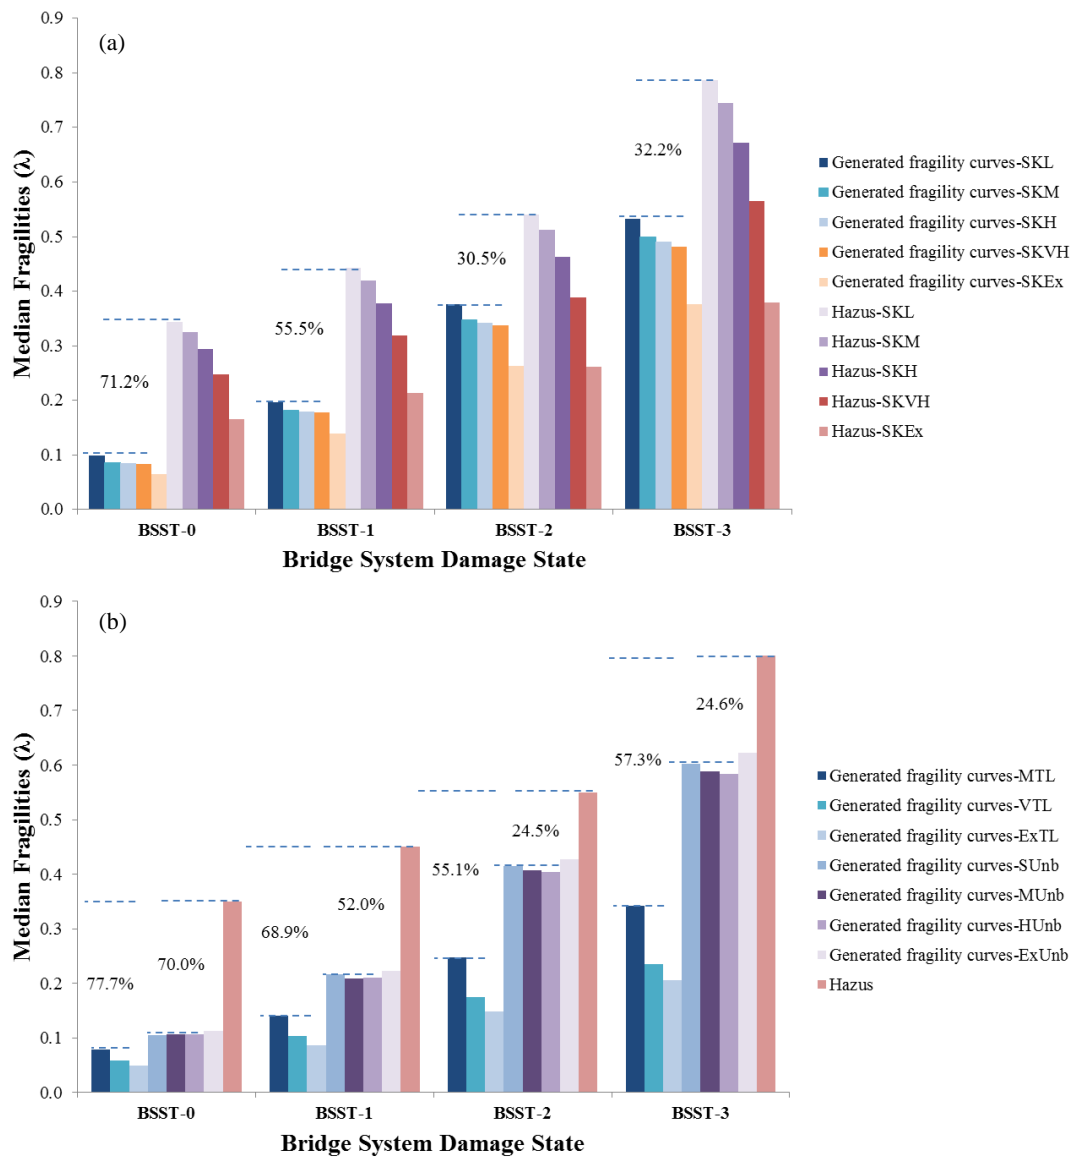 (a)
Median Fragilities (λ)
0.9
0.8
0.7
0.6
0.5
0.4
0.3
0.2
0.1
0.0
71.2%
55.5%
30.5%
32.2%
BSST-0
BSST-1
BSST-2
BSST-3
Bridge System Damage State
Generated fragility curves-SKL
Generated fragility curves-SKM
Generated fragility curves-SKH
Generated fragility curves-SKVH
Generated fragility curves-SKEx
Hazus-SKL
Hazus-SKM
Hazus-SKH
Hazus-SKVH
Hazus-SKEx
(b)
Median Fragilities (λ)
0.9
0.8
0.7
0.6
0.5
0.4
0.3
0.2
0.1
0.0
77.7%
70.0%
68.9%
52.0%
55.1%
24.5%
57.3%
24.6%
BSST-0
BSST-1
BSST-2
BSST-3
Bridge System Damage State
Generated fragility curves-MTL
Generated fragility curves-VTL
Generated fragility curves-ExTL
Generated fragility curves-SUnb
Generated fragility curves-MUnb
Generated fragility curves-HUnb
Generated fragility curves-ExUnb
Hazus